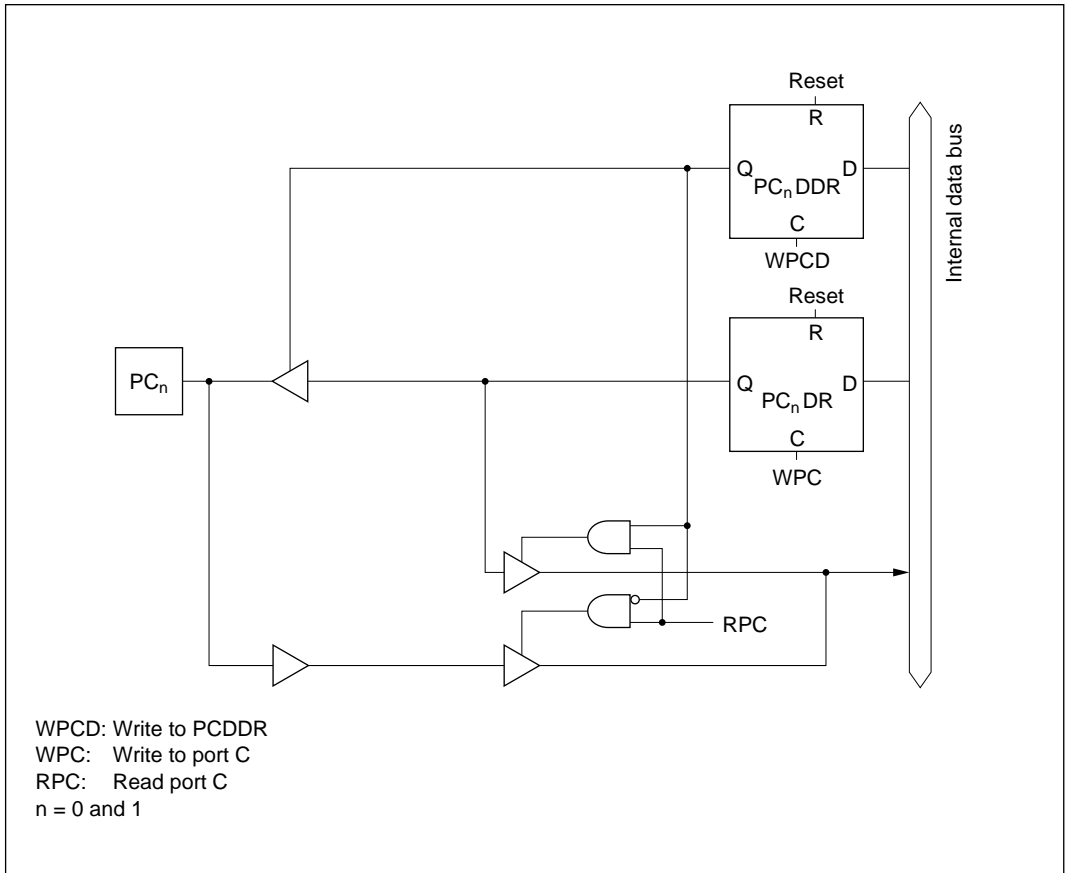 Reset
R
Q PCn DDR D
C
WPCD
Reset
R
PCn
Q PCn DR D
C
WPC
Internal data bus
RPC
WPCD: Write to PCDDR
WPC: Write to port C
RPC: Read port C
n = 0 and 1